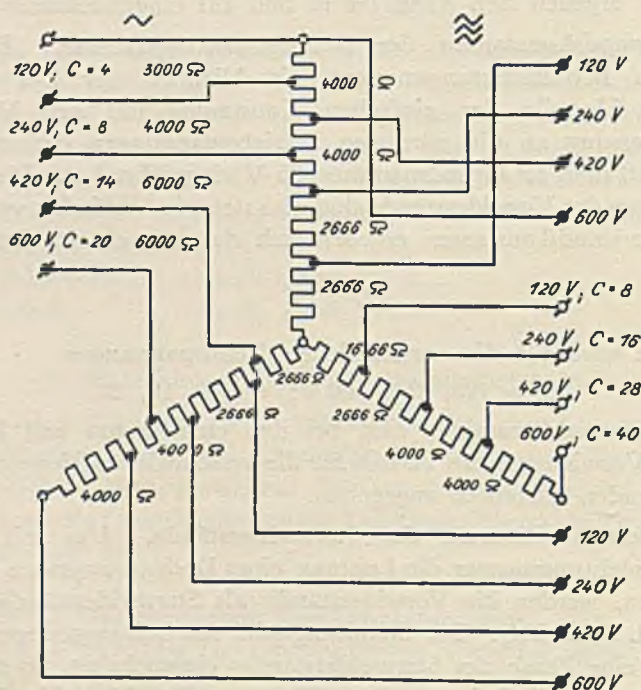 ~ ≋
120 V, C = 4 3000 Ω
240 V, C = 8 4000 Ω
420 V, C = 14 6000 Ω
600 V, C = 20 6000 Ω
4000
4000
2666 Ω
2666 Ω
120 V
240 V
420 V
600 V
120 V, C = 8
240 V, C = 16
420 V, C = 28
600 V, C = 40
2666 Ω
2666 Ω
4000 Ω
4000 Ω
2666 Ω
4000 Ω
4000 Ω
120 V
240 V
420 V
600 V